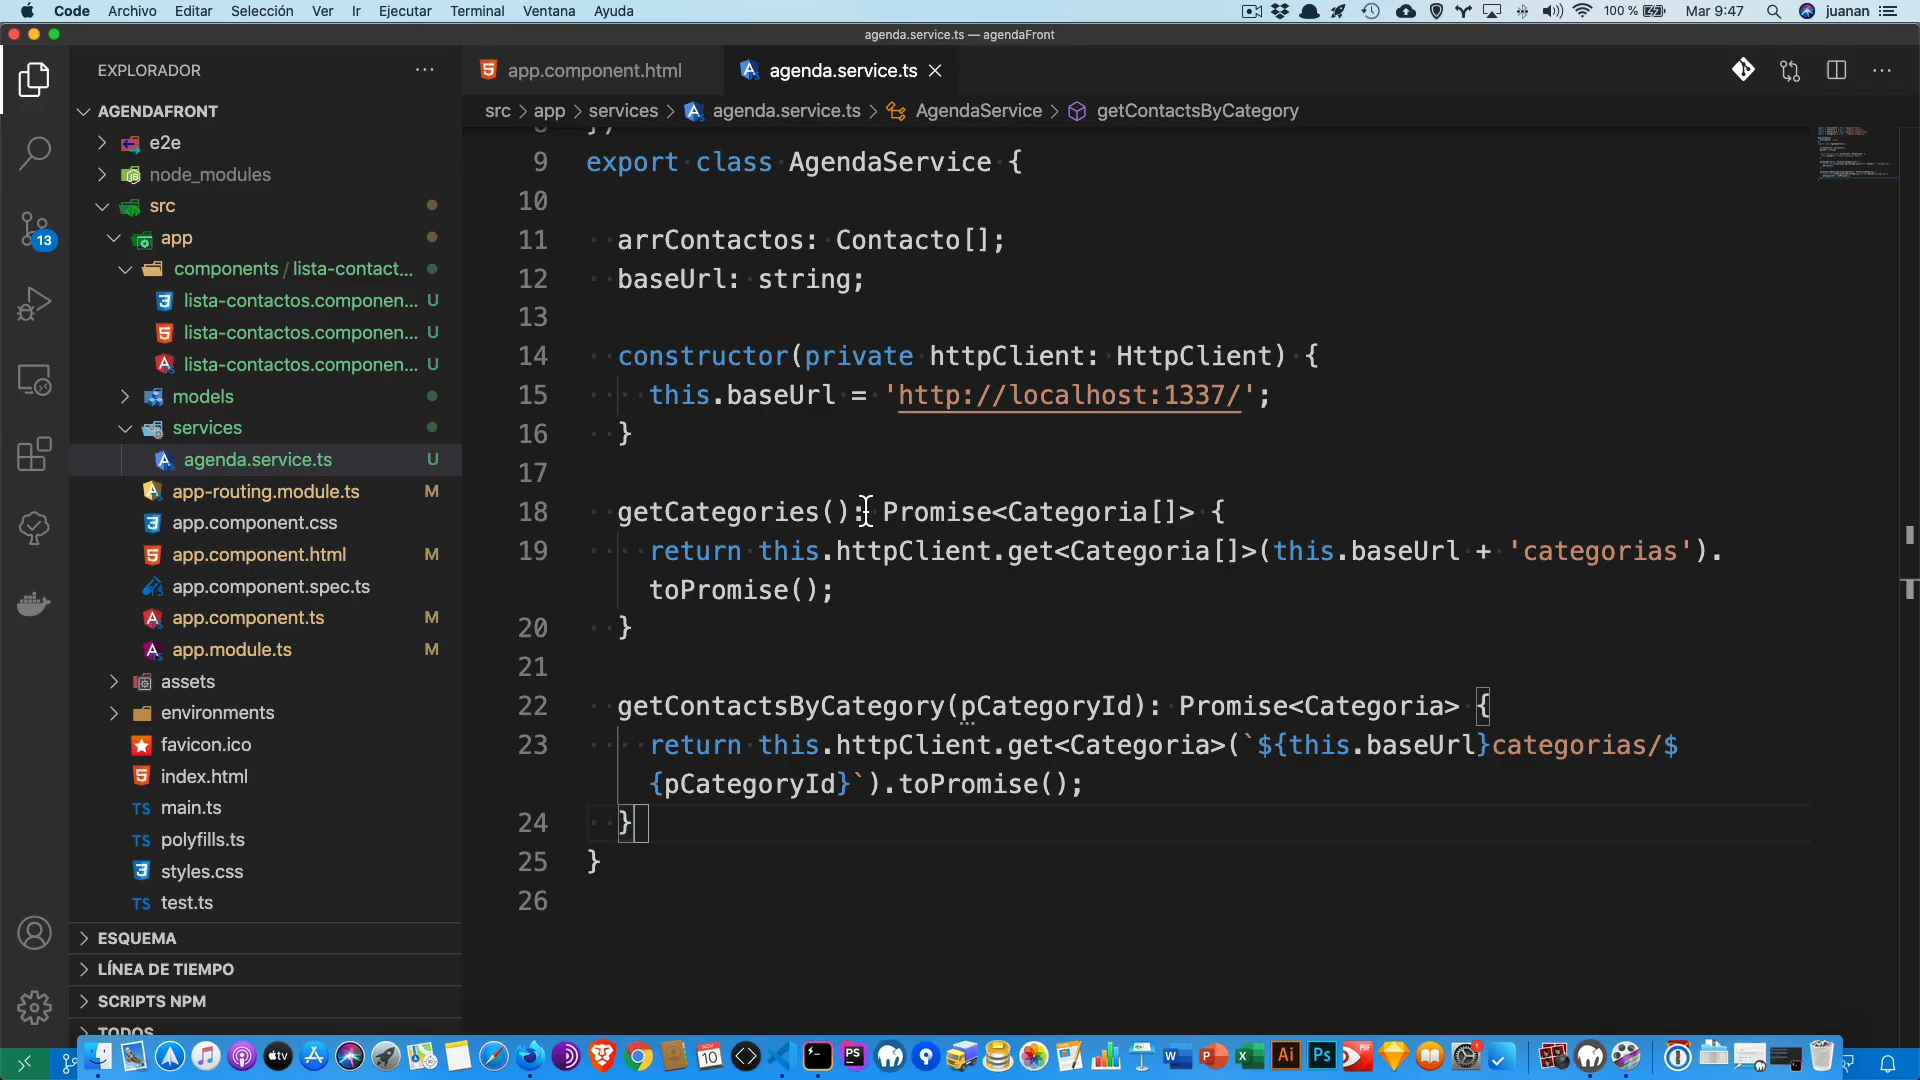 Code Archivo Editar Selección Ver Ir Ejecutar Terminal Ventana Ayuda 100 % Mar 9:47 juanan
agenda.service.ts — agendaFront
EXPLORADOR
AGENDAFRONT
e2e
node_modules
src
app
components / lista-contact...
lista-contactos.componen... U
lista-contactos.componen... U
lista-contactos.componen... U
models
services
agenda.service.ts U
app-routing.module.ts M
app.component.css
app.component.html M
app.component.spec.ts
app.component.ts M
app.module.ts M
assets
environments
favicon.ico
index.html
TS main.ts
TS polyfills.ts
styles.css
TS test.ts
ESQUEMA
LÍNEA DE TIEMPO
SCRIPTS NPM
TODOS
13
app.component.html agenda.service.ts
src > app > services > agenda.service.ts > AgendaService > getContactsByCategory
9 export class AgendaService {
10
11 arrContactos: Contacto[];
12 baseUrl: string;
13
14 constructor(private httpClient: HttpClient) {
15 this.baseUrl = 'http://localhost:1337/';
16 }
17
18 getCategories(): Promise<Categoria[]> {
19 return this.httpClient.get<Categoria[]>(this.baseUrl + 'categorias').
toPromise();
20 }
21
22 getContactsByCategory(pCategoryId): Promise<Categoria> {
23 return this.httpClient.get<Categoria>(`${this.baseUrl}categorias/$
{pCategoryId}`).toPromise();
24 }
25 }
26